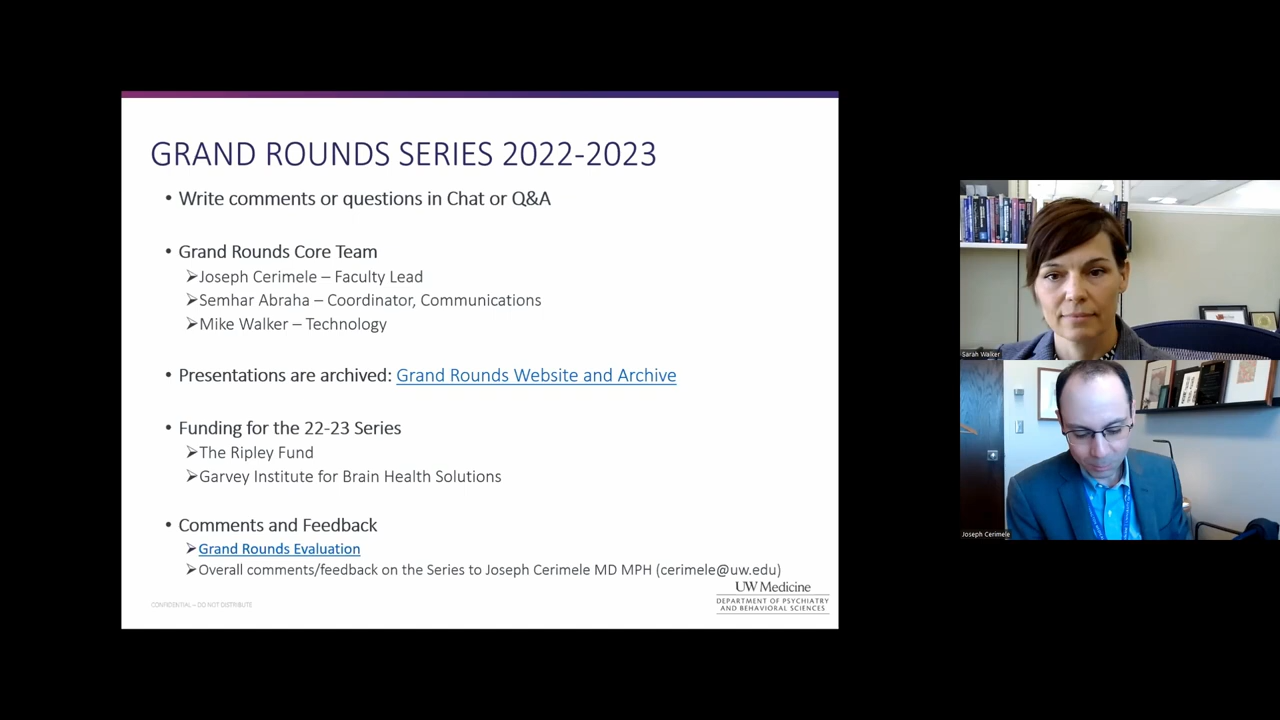 GRAND ROUNDS SERIES 2022-2023
• Write comments or questions in Chat or Q&A
• Grand Rounds Core Team
➢Joseph Cerimele – Faculty Lead
➢Semhar Abraha – Coordinator, Communications
➢Mike Walker – Technology
• Presentations are archived: Grand Rounds Website and Archive
• Funding for the 22-23 Series
➢The Ripley Fund
➢Garvey Institute for Brain Health Solutions
• Comments and Feedback
➢Grand Rounds Evaluation
➢Overall comments/feedback on the Series to Joseph Cerimele MD MPH (cerimele@uw.edu)
CONFIDENTIAL – DO NOT DISTRIBUTE
UW Medicine
DEPARTMENT OF PSYCHIATRY
AND BEHAVIORAL SCIENCES
Sarah Walker
Joseph Cerimele